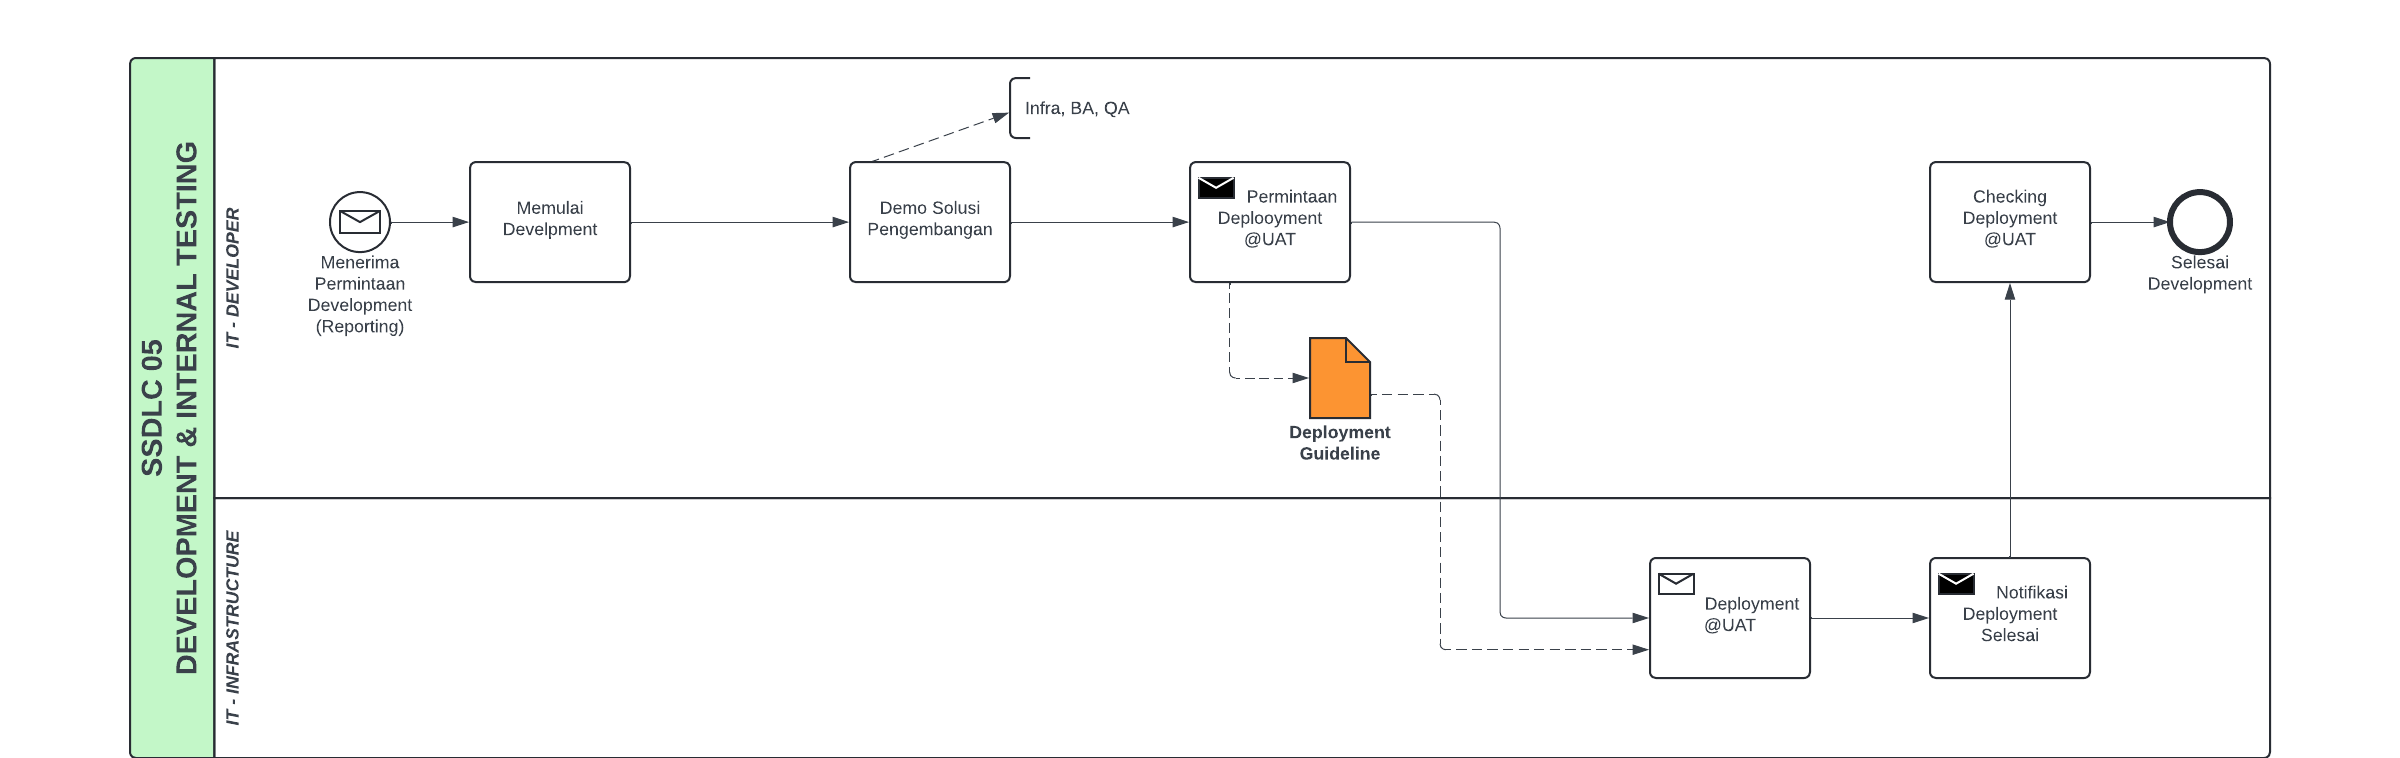 SSDLC 05
DEVELOPMENT & INTERNAL TESTING
IT - DEVELOPER
Menerima
Permintaan
Development
(Reporting)
Memulai
Develpment
Demo Solusi
Pengembangan
Infra, BA, QA
Permintaan
Deplooyment
@UAT
Deployment
Guideline
Checking
Deployment
@UAT
Selesai
Development
IT - INFRASTRUCTURE
Deployment
@UAT
Notifikasi
Deployment
Selesai